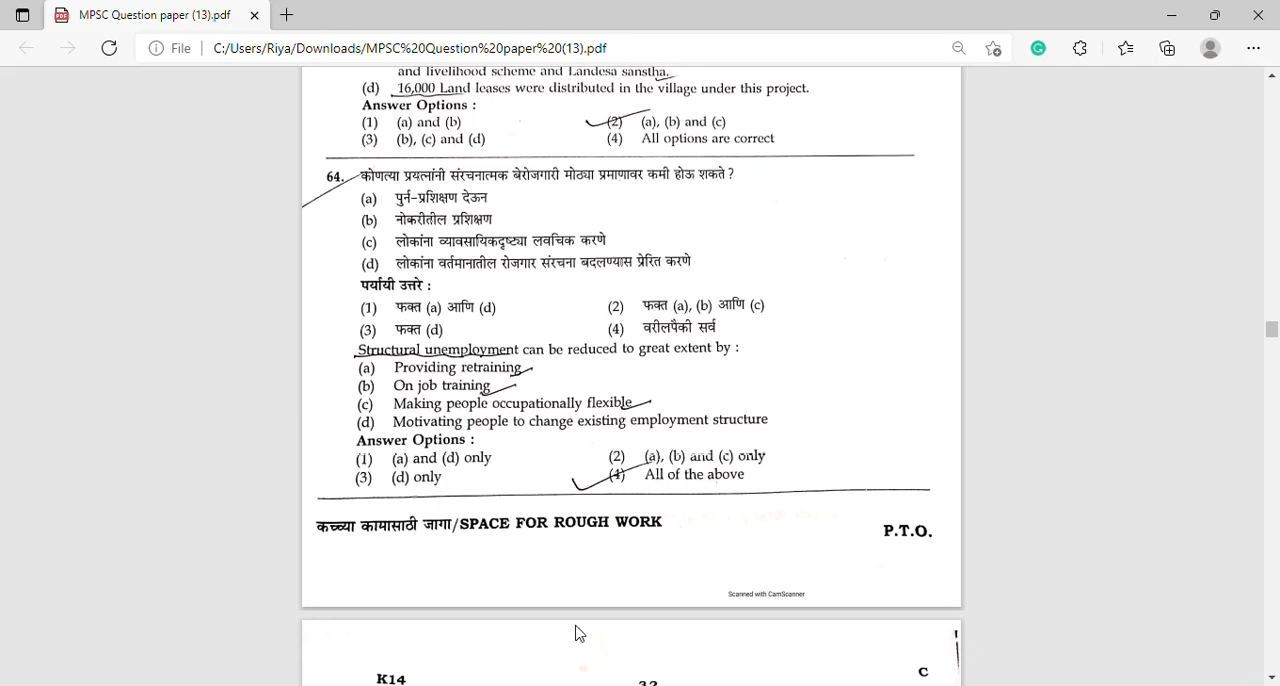 MPSC Question paper (13).pdf
File C:/Users/Riya/Downloads/MPSC%20Question%20paper%20(13).pdf
and livelihood scheme and Landesa sanstha.
(d) 16,000 Land leases were distributed in the village under this project.
Answer Options :
(1) (a) and (b) (2) (a), (b) and (c)
(3) (b), (c) and (d) (4) All options are correct
64. कोणत्या प्रयत्नांनी संरचनात्मक बेरोजगारी मोठ्या प्रमाणावर कमी होऊ शकते ?
(a) पुर्न-प्रशिक्षण देऊन
(b) नोकरीतील प्रशिक्षण
(c) लोकांना व्यावसायिकदृष्ट्या लवचिक करणे
(d) लोकांना वर्तमानातील रोजगार संरचना बदलण्यास प्रेरित करणे
पर्यायी उत्तरे :
(1) फक्त (a) आणि (d) (2) फक्त (a), (b) आणि (c)
(3) फक्त (d) (4) वरीलपैकी सर्व
Structural unemployment can be reduced to great extent by :
(a) Providing retraining
(b) On job training
(c) Making people occupationally flexible
(d) Motivating people to change existing employment structure
Answer Options :
(1) (a) and (d) only (2) (a), (b) and (c) only
(3) (d) only (4) All of the above
कच्च्या कामासाठी जागा/SPACE FOR ROUGH WORK
P.T.O.
Scanned with CamScanner
K14 32 C